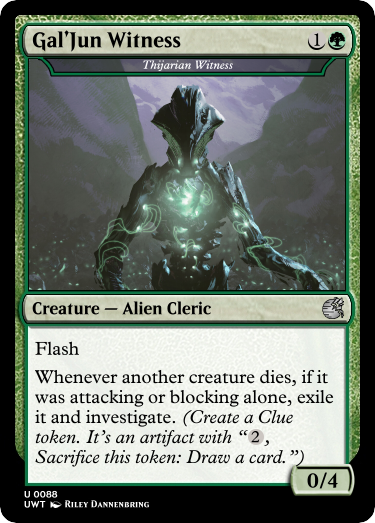 Gal'Jun Witness 1
Thijarian Witness
Creature — Alien Cleric
Flash
Whenever another creature dies, if it
was attacking or blocking alone, exile
it and investigate. (Create a Clue
token. It's an artifact with “2,
Sacrifice this token: Draw a card.”)
0/4
U 0088
UWT Riley Dannenbring